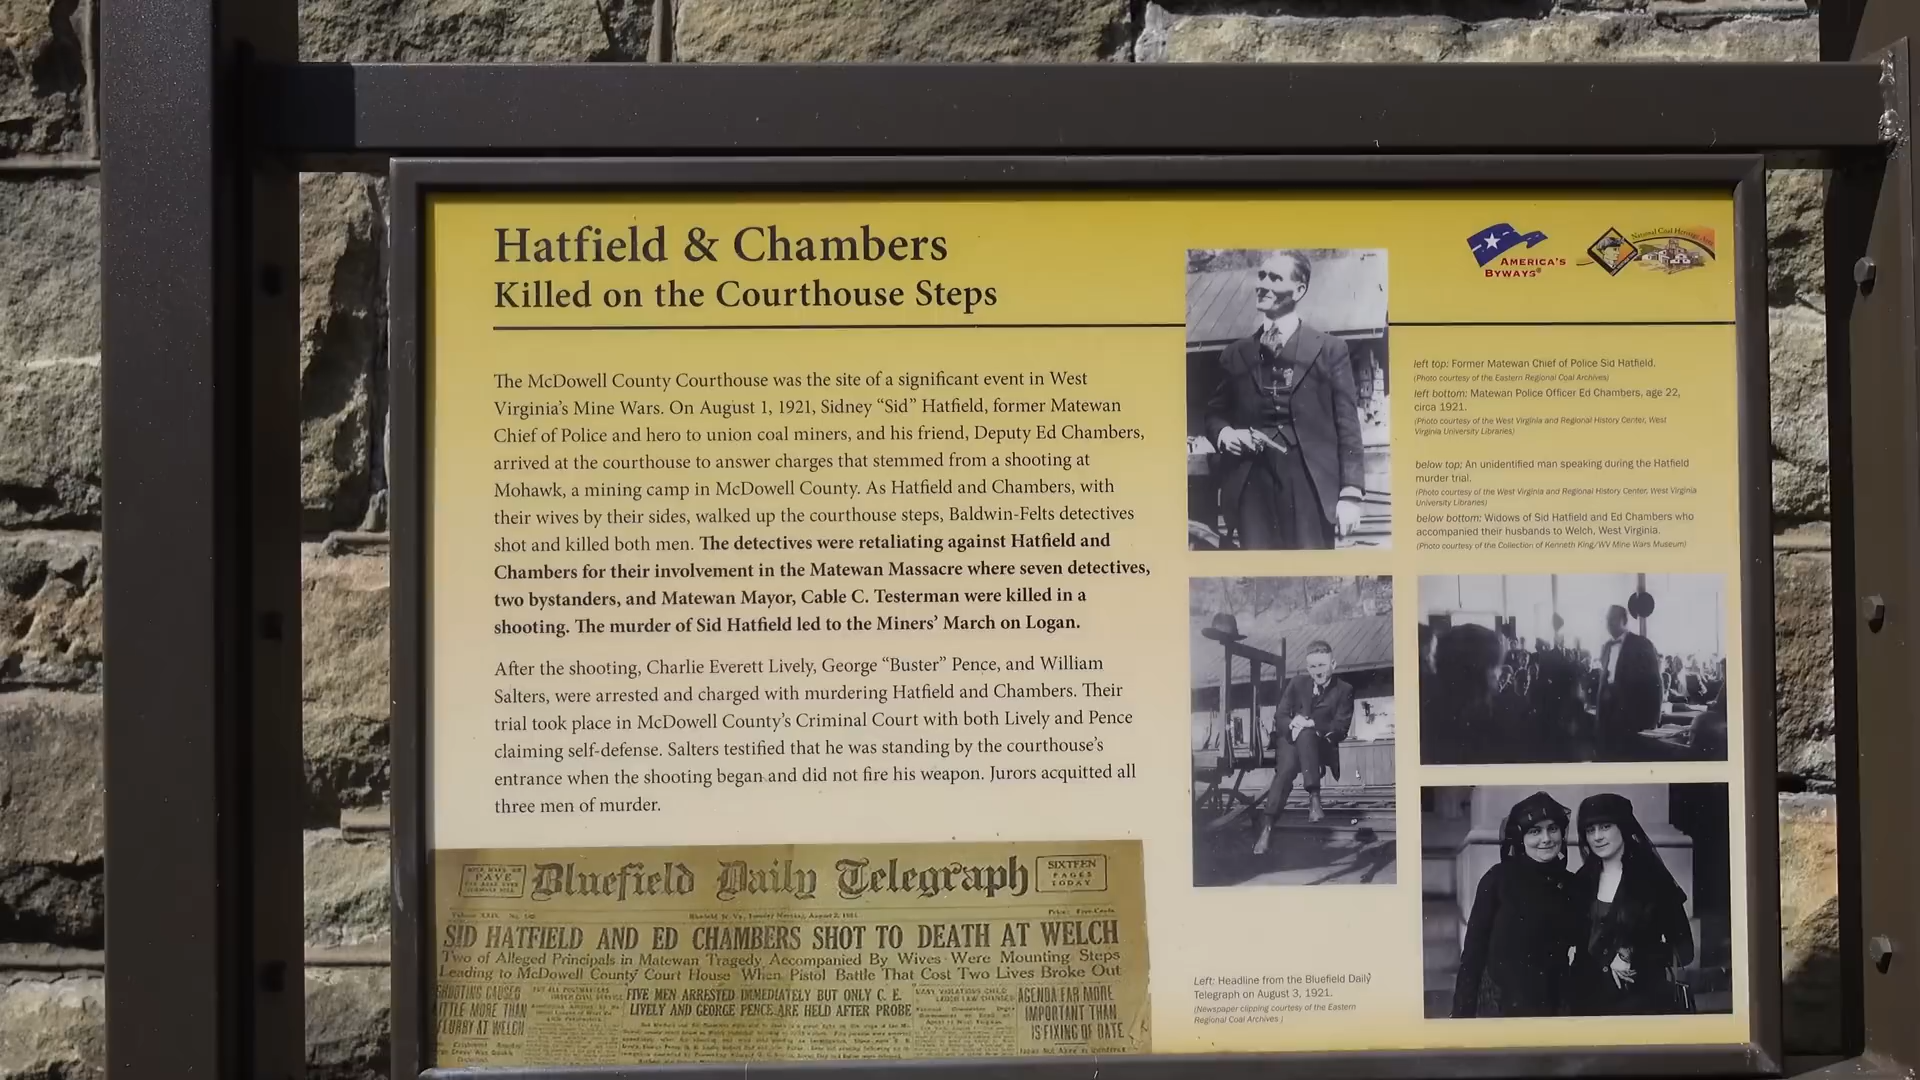 Hatfield & Chambers
Killed on the Courthouse Steps
The McDowell County Courthouse was the site of a significant event in West
Virginia's Mine Wars. On August 1, 1921, Sidney “Sid” Hatfield, former Matewan
Chief of Police and hero to union coal miners, and his friend, Deputy Ed Chambers,
arrived at the courthouse to answer charges that stemmed from a shooting at
Mohawk, a mining camp in McDowell County. As Hatfield and Chambers, with
their wives by their sides, walked up the courthouse steps, Baldwin-Felts detectives
shot and killed both men. The detectives were retaliating against Hatfield and
Chambers for their involvement in the Matewan Massacre where seven detectives,
two bystanders, and Matewan Mayor, Cable C. Testerman were killed in a
shooting. The murder of Sid Hatfield led to the Miners' March on Logan.
After the shooting, Charlie Everett Lively, George “Buster” Pence, and William
Salters, were arrested and charged with murdering Hatfield and Chambers. Their
trial took place in McDowell County's Criminal Court with both Lively and Pence
claiming self-defense. Salters testified that he was standing by the courthouse's
entrance when the shooting began and did not fire his weapon. Jurors acquitted all
three men of murder.
PAVE
Bluefield Daily Telegraph
SIXTEEN
PAGES
TODAY
Price: Five Cents
SID HATFIELD AND ED CHAMBERS SHOT TO DEATH AT WELCH
Two of Alleged Principals in Matewan Tragedy Accompanied By Wives Were Mounting Steps
Leading to McDowell County Court House When Pistol Battle That Cost Two Lives Broke Out
SHOOTING CAUSED
LITTLE MORE THAN
FLURRY AT WELCH
FIVE MEN ARRESTED IMMEDIATELY BUT ONLY C. E.
LIVELY AND GEORGE PENCE ARE HELD AFTER PROBE
AGENDA FAR MORE
IMPORTANT THAN
IS FIXING OF DATE
AMERICA'S
BYWAYS®
National Coal Heritage Area
left top: Former Matewan Chief of Police Sid Hatfield.
(Photo courtesy of the Eastern Regional Coal Archives)
left bottom: Matewan Police Officer Ed Chambers, age 22,
circa 1921.
(Photo courtesy of the West Virginia and Regional History Center, West
Virginia University Libraries)
below top: An unidentified man speaking during the Hatfield
murder trial.
(Photo courtesy of the West Virginia and Regional History Center, West Virginia
University Libraries)
below bottom: Widows of Sid Hatfield and Ed Chambers who
accompanied their husbands to Welch, West Virginia.
(Photo courtesy of the Collection of Kenneth King/WV Mine Wars Museum)
Left: Headline from the Bluefield Daily
Telegraph on August 3, 1921.
(Newspaper clipping courtesy of the Eastern
Regional Coal Archives )